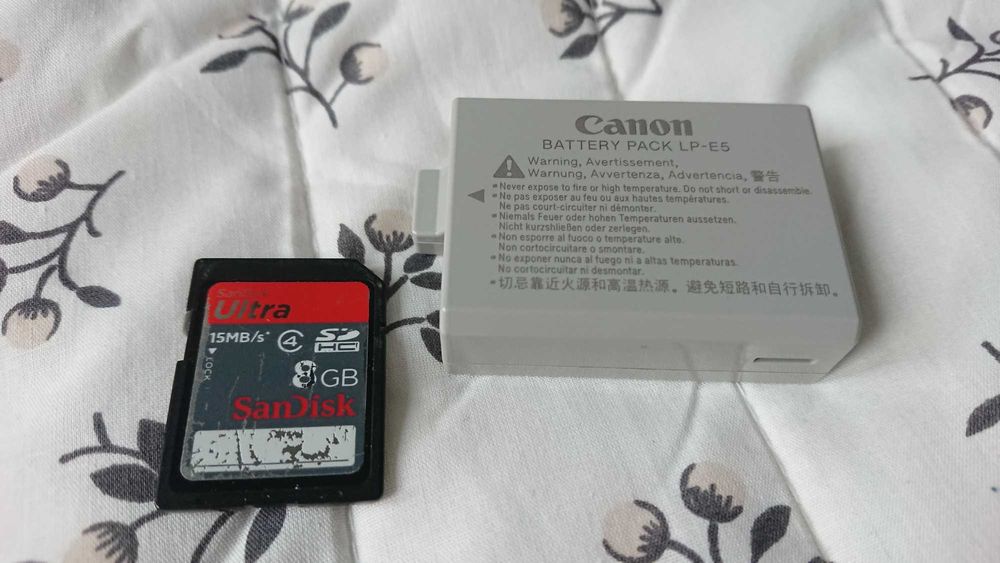 Canon
BATTERY PACK LP-E5
Warning, Avertissement,
Warnung, Avvertenza, Advertencia, 警告
*Never expose to fire or high temperature. Do not short or disassemble.
*Ne pas exposer au feu ou aux hautes températures.
Ne pas court-circuiter ni démonter.
*Niemals Feuer oder hohen Temperaturen aussetzen.
Nicht kurzshließen oder zerlegen.
*Non esporre al fuoco o temperature alte.
Non cortocircuitare o smontare.
*No exponer nunca al fuego ni a altas temperaturas.
No cortocircuitar ni desmontar.
*切忌靠近火源和高温热源。避免短路和自行拆卸。
SanDisk
Ultra
15MB/s* 4 SD
HC
LOCK
8 GB
SanDisk